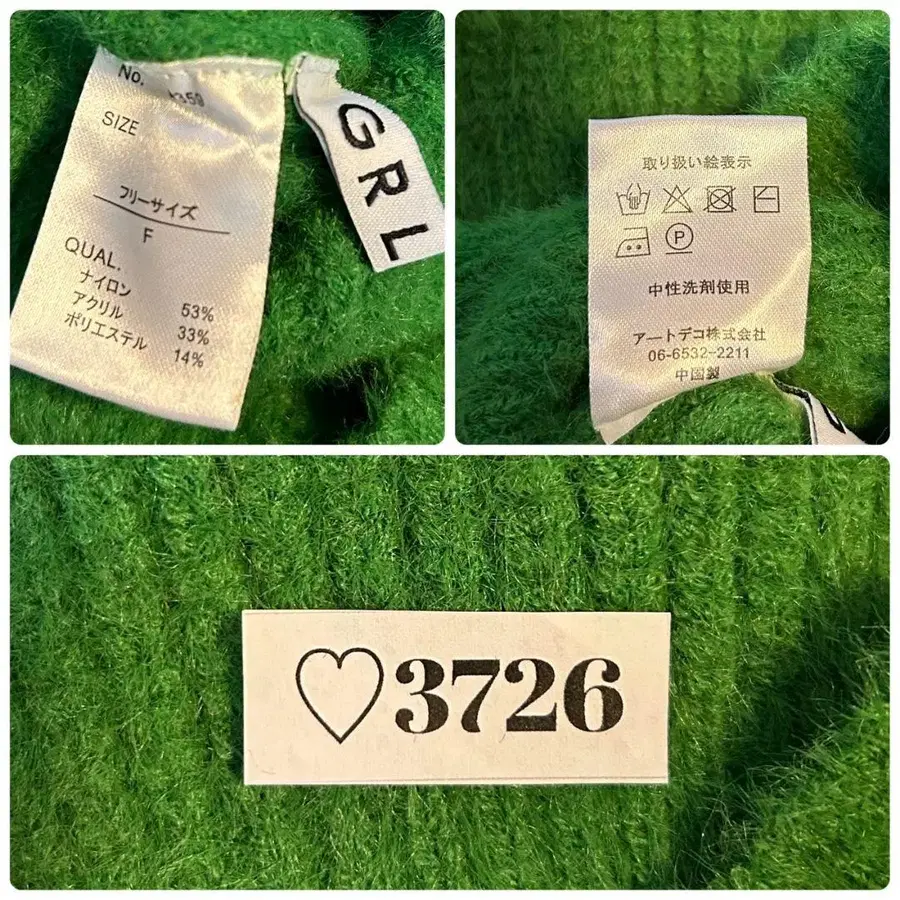 No.
SIZE
フリーサイズ
F
QUAL.
ナイロン 53%
アクリル 33%
ポリエステル 14%
GRL
取り扱い絵表示
P
中性洗剤使用
アートデコ株式会社
06-6532-2211
中国製
♡3726